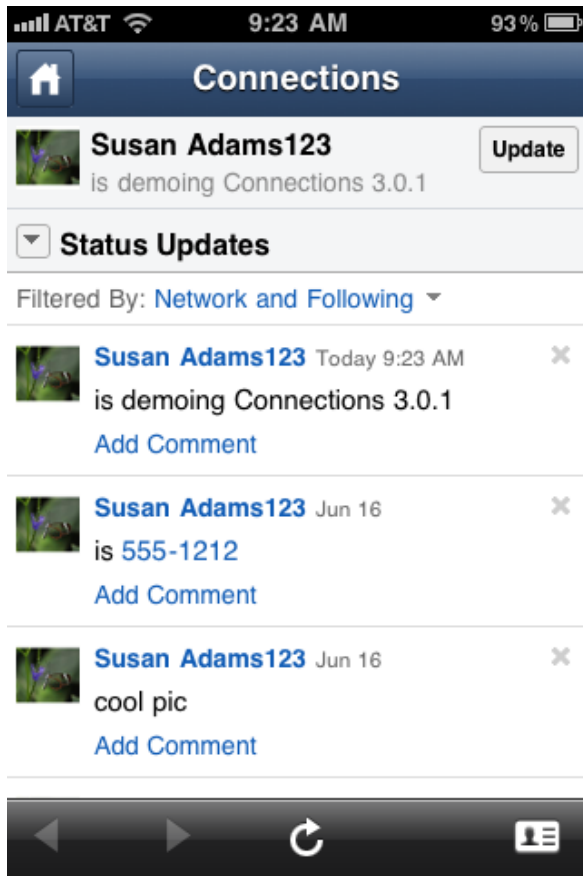 AT&T 9:23 AM 93%
Connections
Susan Adams123
Update
is demoing Connections 3.0.1
Status Updates
Filtered By: Network and Following
Susan Adams123 Today 9:23 AM
is demoing Connections 3.0.1
Add Comment
Susan Adams123 Jun 16
is 555-1212
Add Comment
Susan Adams123 Jun 16
cool pic
Add Comment